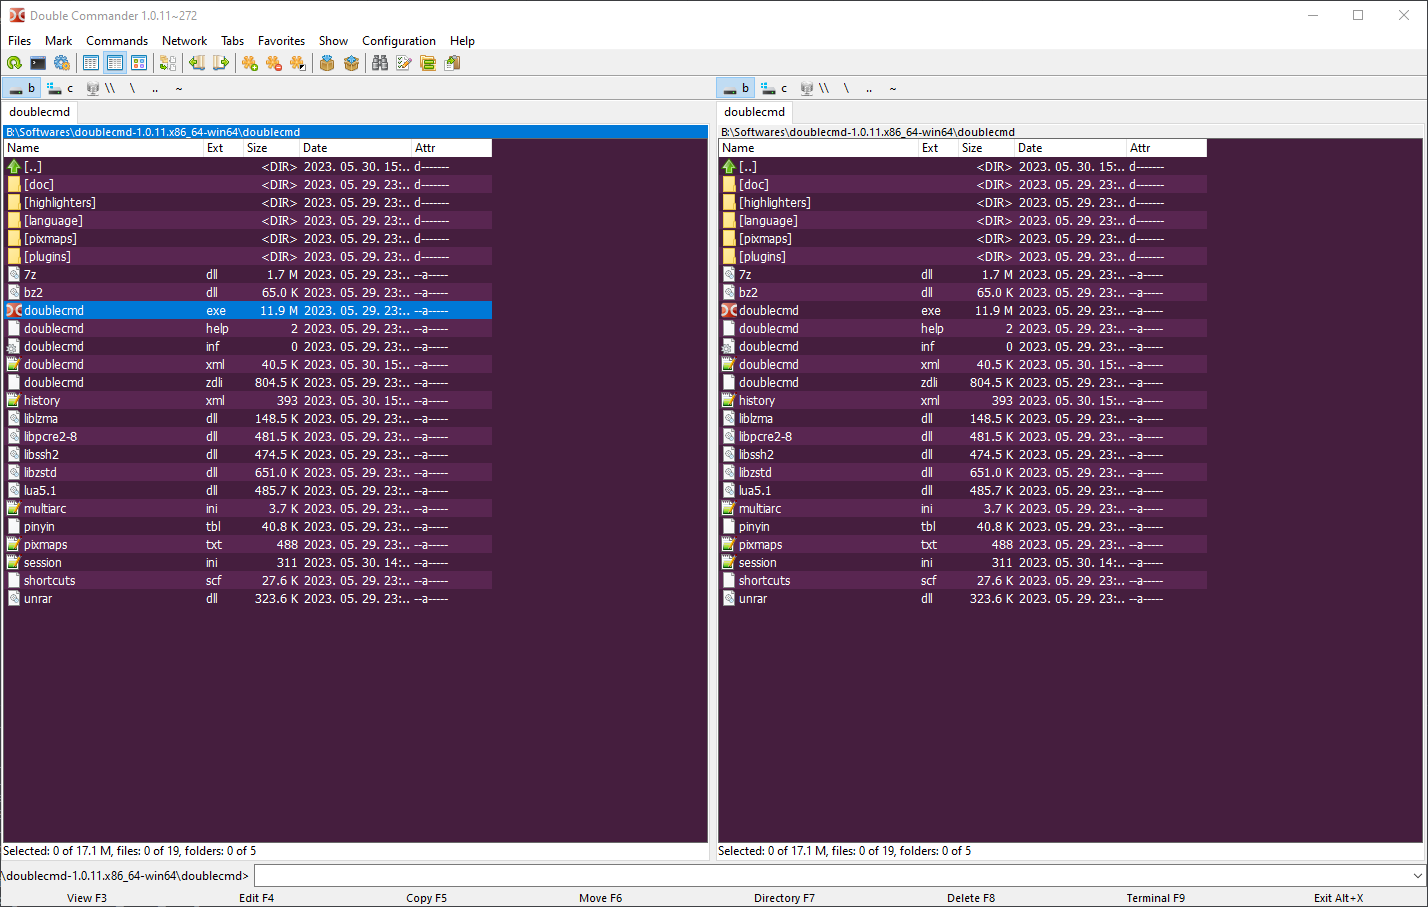 Double Commander 1.0.11~272
Files Mark Commands Network Tabs Favorites Show Configuration Help
b c \\ \ .. ~
b c \\ \ .. ~
doublecmd
doublecmd
B:\Softwares\doublecmd-1.0.11.x86_64-win64\doublecmd
Name Ext Size Date Attr
[..] <DIR> 2023. 05. 30. 15:.. d-------
[doc] <DIR> 2023. 05. 29. 23:.. d-------
[highlighters] <DIR> 2023. 05. 29. 23:.. d-------
[language] <DIR> 2023. 05. 29. 23:.. d-------
[pixmaps] <DIR> 2023. 05. 29. 23:.. d-------
[plugins] <DIR> 2023. 05. 29. 23:.. d-------
7z dll 1.7 M 2023. 05. 29. 23:.. --a-----
bz2 dll 65.0 K 2023. 05. 29. 23:.. --a-----
doublecmd exe 11.9 M 2023. 05. 29. 23:.. --a-----
doublecmd help 2 2023. 05. 29. 23:.. --a-----
doublecmd inf 0 2023. 05. 29. 23:.. --a-----
doublecmd xml 40.5 K 2023. 05. 30. 15:.. --a-----
doublecmd zdli 804.5 K 2023. 05. 29. 23:.. --a-----
history xml 393 2023. 05. 30. 15:.. --a-----
liblzma dll 148.5 K 2023. 05. 29. 23:.. --a-----
libpcre2-8 dll 481.5 K 2023. 05. 29. 23:.. --a-----
libssh2 dll 474.5 K 2023. 05. 29. 23:.. --a-----
libzstd dll 651.0 K 2023. 05. 29. 23:.. --a-----
lua5.1 dll 485.7 K 2023. 05. 29. 23:.. --a-----
multiarc ini 3.7 K 2023. 05. 29. 23:.. --a-----
pinyin tbl 40.8 K 2023. 05. 29. 23:.. --a-----
pixmaps txt 488 2023. 05. 29. 23:.. --a-----
session ini 311 2023. 05. 30. 14:.. --a-----
shortcuts scf 27.6 K 2023. 05. 29. 23:.. --a-----
unrar dll 323.6 K 2023. 05. 29. 23:.. --a-----
Selected: 0 of 17.1 M, files: 0 of 19, folders: 0 of 5
B:\Softwares\doublecmd-1.0.11.x86_64-win64\doublecmd
Name Ext Size Date Attr
[..] <DIR> 2023. 05. 30. 15:.. d-------
[doc] <DIR> 2023. 05. 29. 23:.. d-------
[highlighters] <DIR> 2023. 05. 29. 23:.. d-------
[language] <DIR> 2023. 05. 29. 23:.. d-------
[pixmaps] <DIR> 2023. 05. 29. 23:.. d-------
[plugins] <DIR> 2023. 05. 29. 23:.. d-------
7z dll 1.7 M 2023. 05. 29. 23:.. --a-----
bz2 dll 65.0 K 2023. 05. 29. 23:.. --a-----
doublecmd exe 11.9 M 2023. 05. 29. 23:.. --a-----
doublecmd help 2 2023. 05. 29. 23:.. --a-----
doublecmd inf 0 2023. 05. 29. 23:.. --a-----
doublecmd xml 40.5 K 2023. 05. 30. 15:.. --a-----
doublecmd zdli 804.5 K 2023. 05. 29. 23:.. --a-----
history xml 393 2023. 05. 30. 15:.. --a-----
liblzma dll 148.5 K 2023. 05. 29. 23:.. --a-----
libpcre2-8 dll 481.5 K 2023. 05. 29. 23:.. --a-----
libssh2 dll 474.5 K 2023. 05. 29. 23:.. --a-----
libzstd dll 651.0 K 2023. 05. 29. 23:.. --a-----
lua5.1 dll 485.7 K 2023. 05. 29. 23:.. --a-----
multiarc ini 3.7 K 2023. 05. 29. 23:.. --a-----
pinyin tbl 40.8 K 2023. 05. 29. 23:.. --a-----
pixmaps txt 488 2023. 05. 29. 23:.. --a-----
session ini 311 2023. 05. 30. 14:.. --a-----
shortcuts scf 27.6 K 2023. 05. 29. 23:.. --a-----
unrar dll 323.6 K 2023. 05. 29. 23:.. --a-----
Selected: 0 of 17.1 M, files: 0 of 19, folders: 0 of 5
\doublecmd-1.0.11.x86_64-win64\doublecmd>
View F3 Edit F4 Copy F5 Move F6 Directory F7 Delete F8 Terminal F9 Exit Alt+X